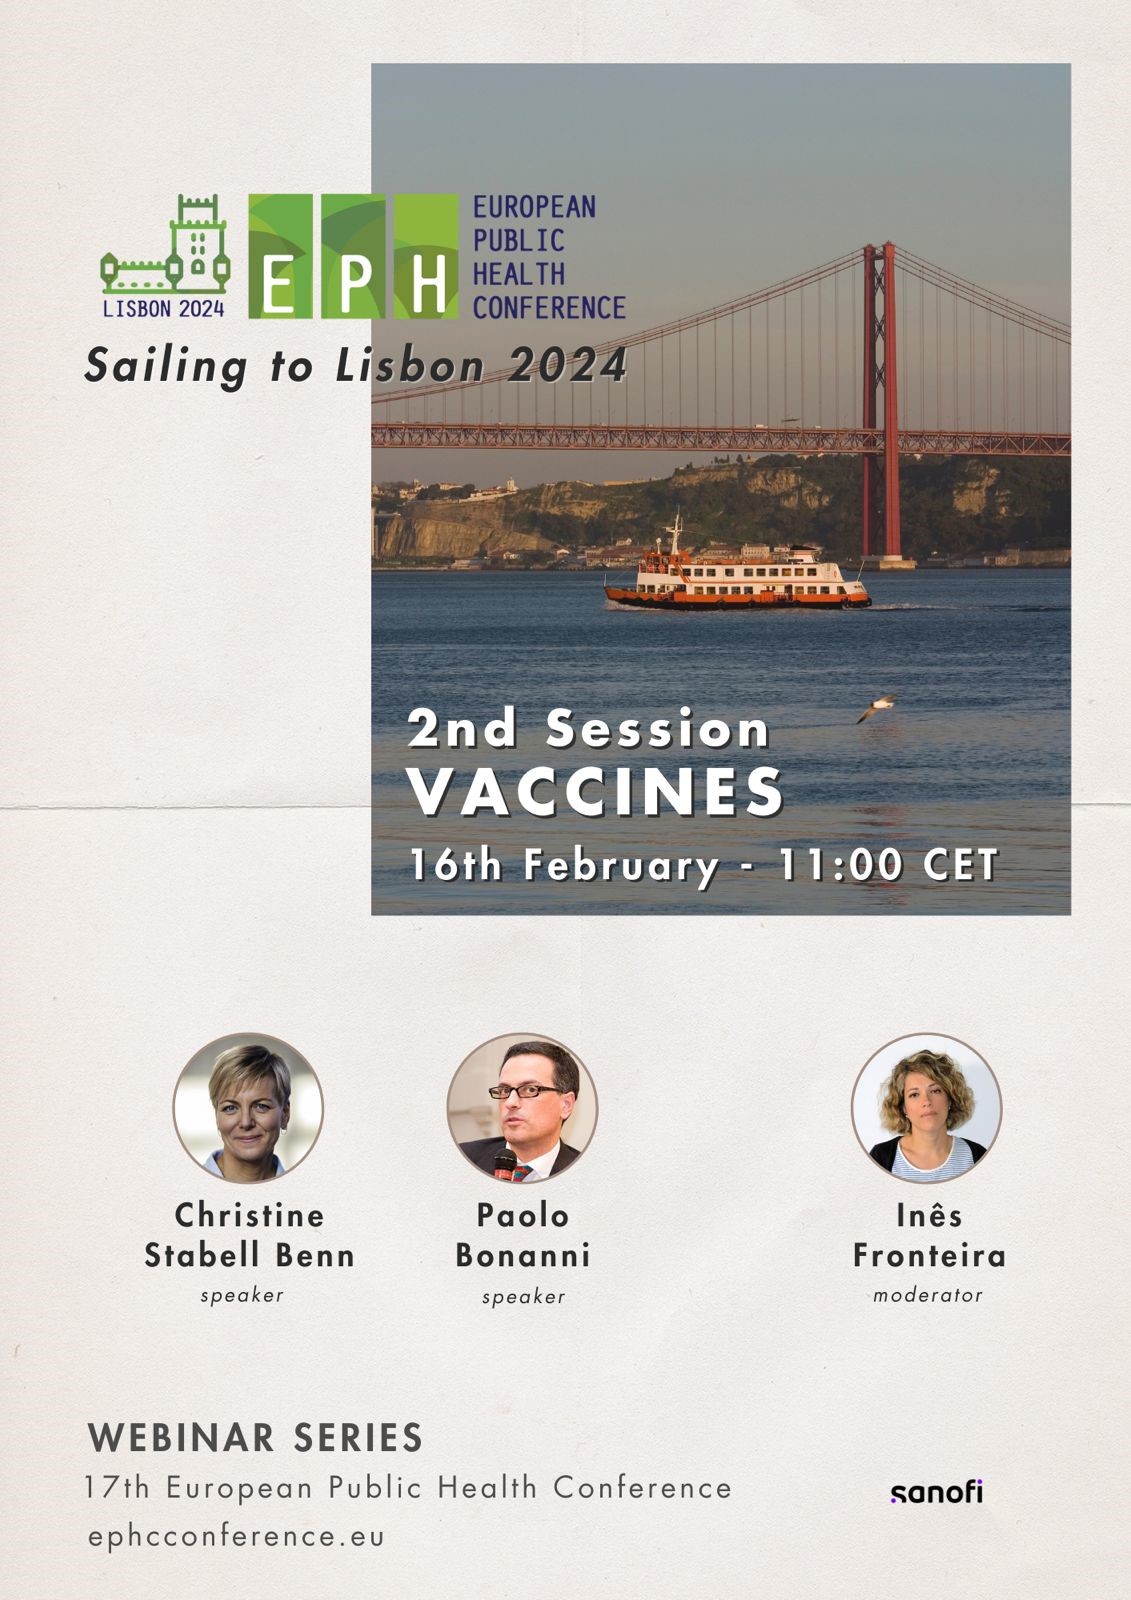 LISBON 2024
EPH
EUROPEAN
PUBLIC
HEALTH
CONFERENCE
Sailing to Lisbon 2024
2nd Session
VACCINES
16th February - 11:00 CET
Christine
Stabell Benn
speaker
Paolo
Bonanni
speaker
Inês
Fronteira
moderator
WEBINAR SERIES
17th European Public Health Conference
ephcconference.eu
sanofi